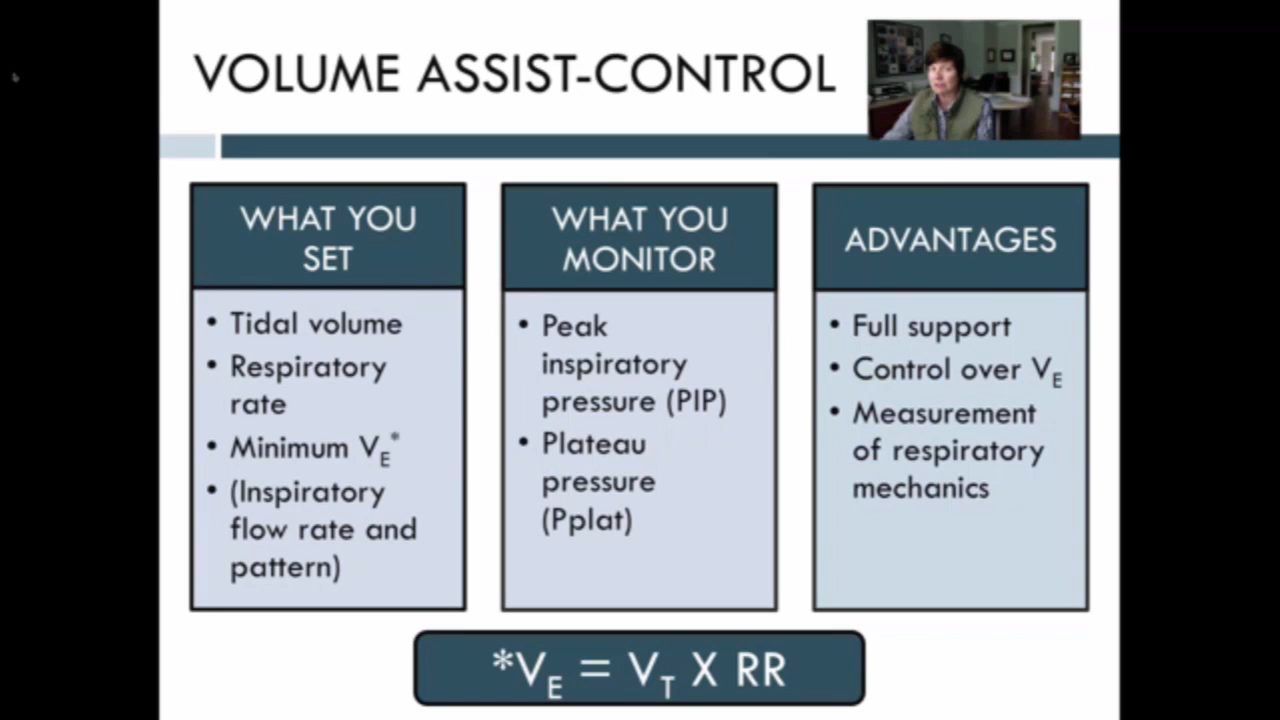 VOLUME ASSIST-CONTROL
WHAT YOU
SET
• Tidal volume
• Respiratory
rate
• Minimum VE*
• (Inspiratory
flow rate and
pattern)
WHAT YOU
MONITOR
• Peak
inspiratory
pressure (PIP)
• Plateau
pressure
(Pplat)
ADVANTAGES
• Full support
• Control over VE
• Measurement
of respiratory
mechanics
*VE = VT X RR